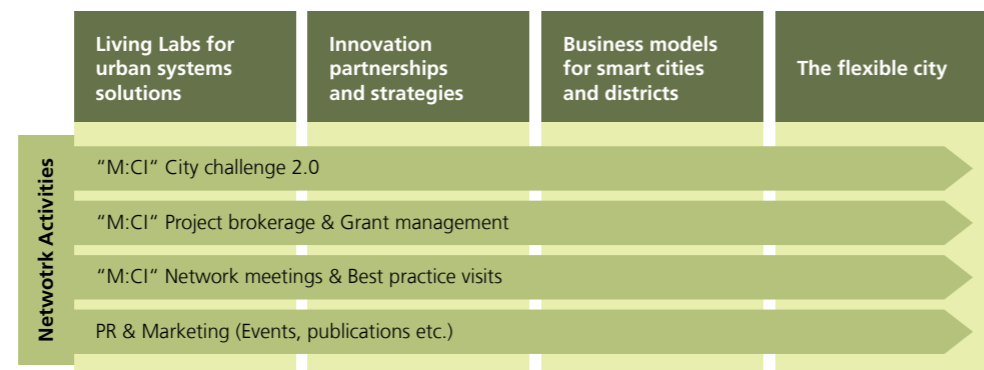 Living Labs for
urban systems
solutions
Innovation
partnerships
and strategies
Business models
for smart cities
and districts
The flexible city
Netwotrk Activities
“M:CI“ City challenge 2.0
“M:CI“ Project brokerage & Grant management
“M:CI“ Network meetings & Best practice visits
PR & Marketing (Events, publications etc.)